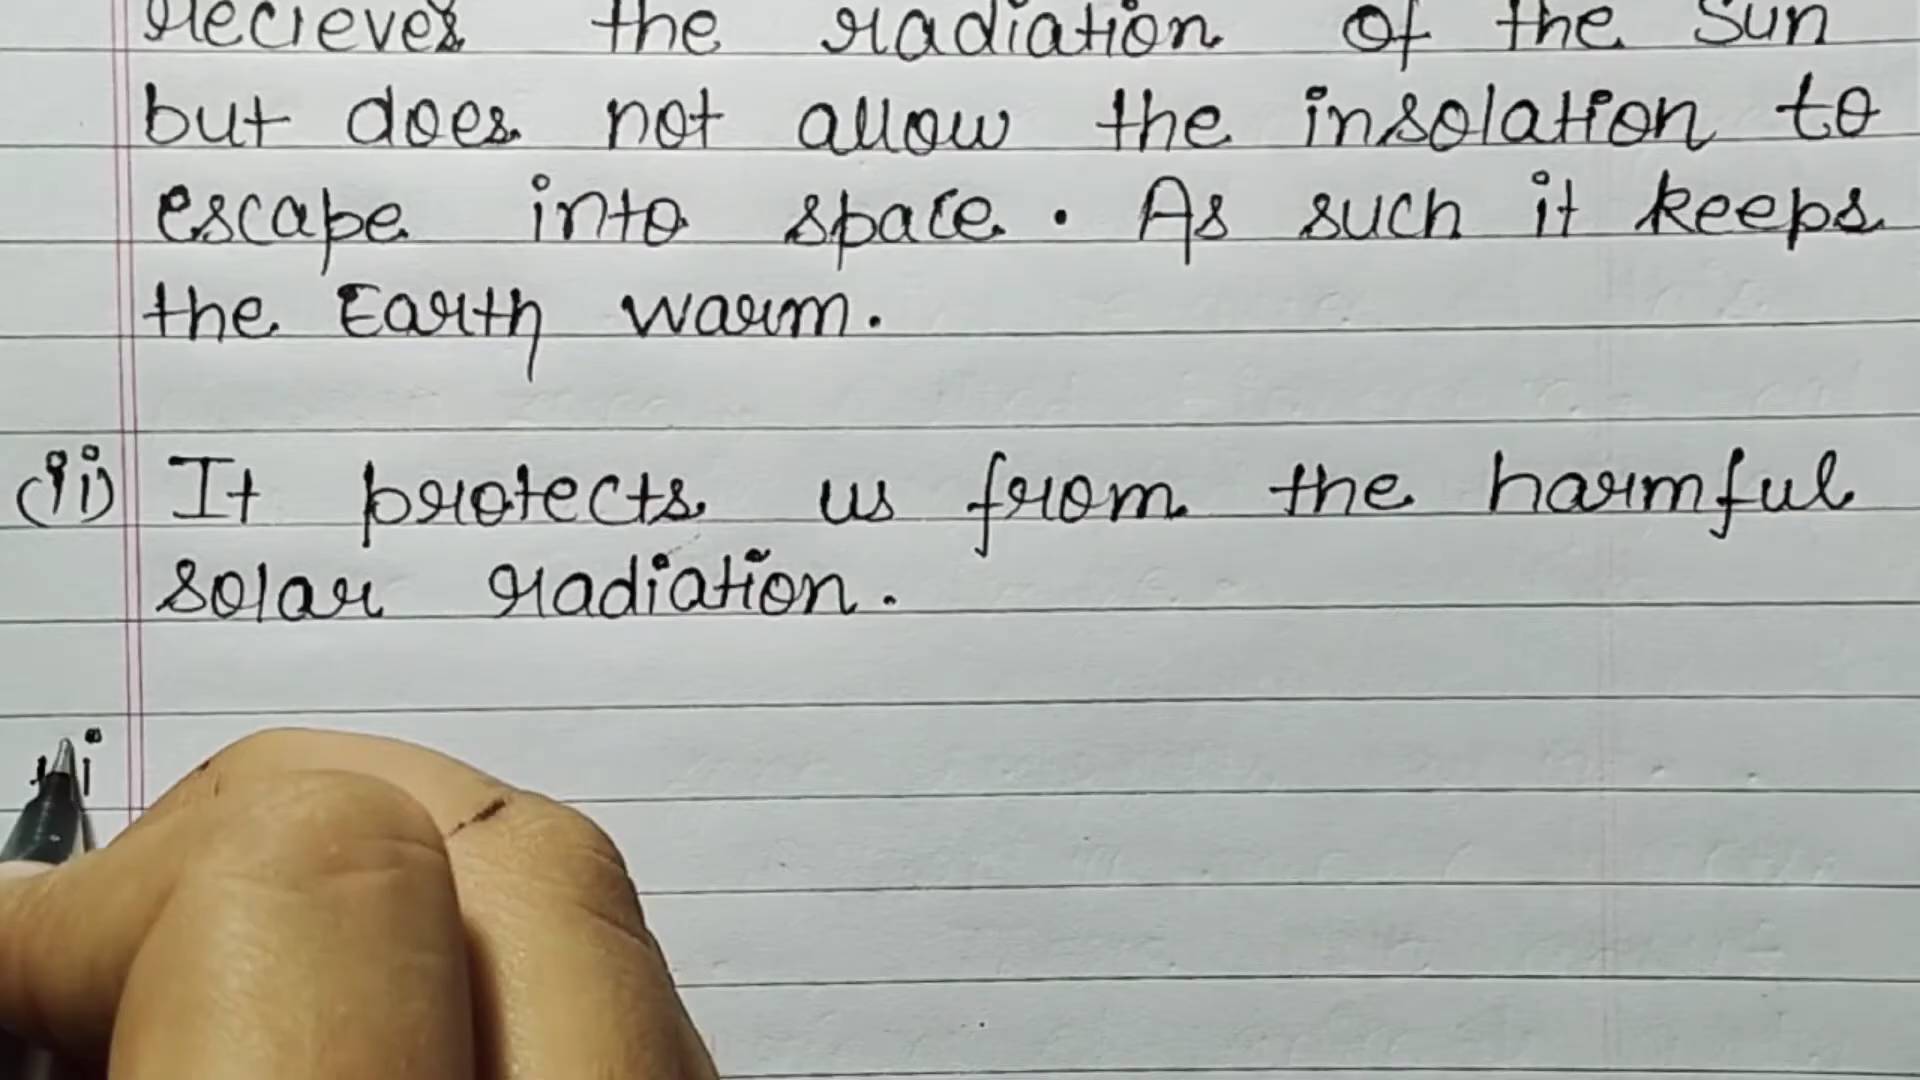 recieves the radiation of the Sun
but does not allow the insolation to
escape into space. As such it keeps
the Earth warm.
(ii) It protects us from the harmful
solar radiation.